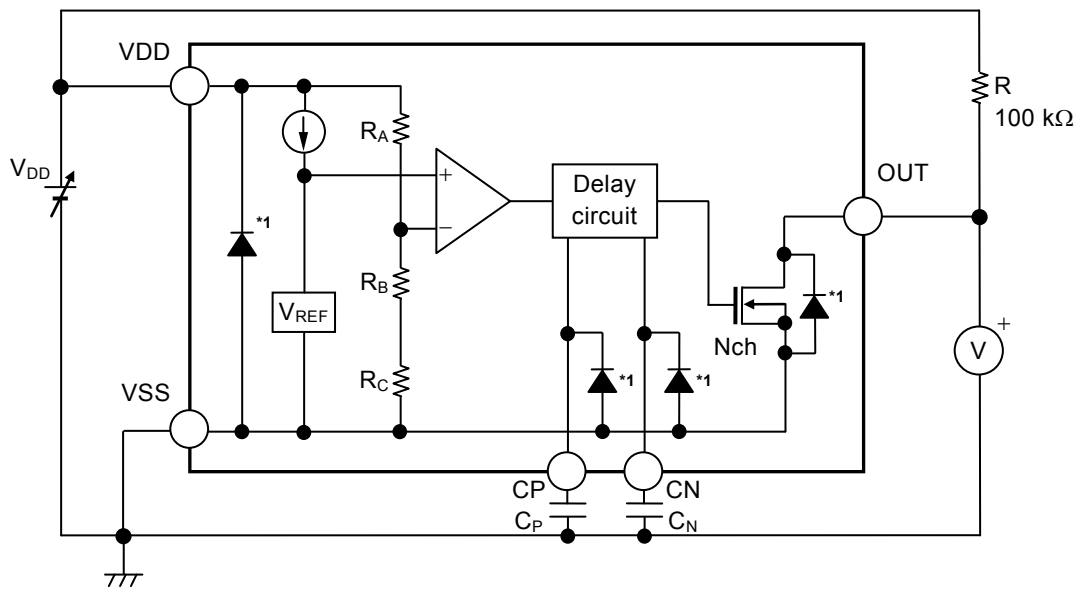 VDD
R
100 kΩ
RA
VDD
OUT
+
Delay
circuit
*1
−
RB
*1
+
VREF
Nch
V
RC
*1
*1
VSS
CP
CN
CP
CN